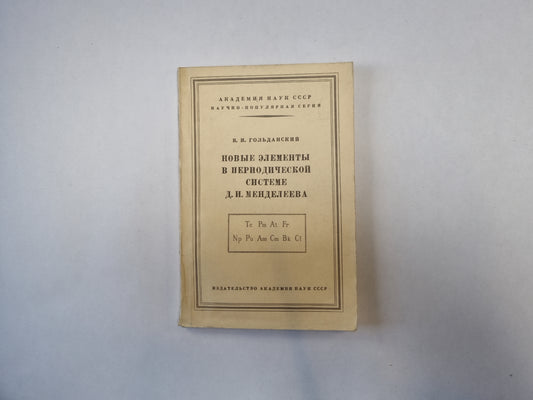 АКАДЕМИЯ НАУК СССР
НАУЧНО-ПОПУЛЯРНАЯ СЕРИЯ
В. И. ГОЛЬДАНСКИЙ
НОВЫЕ ЭЛЕМЕНТЫ
В ПЕРИОДИЧЕСКОЙ
СИСТЕМЕ
Д. И. МЕНДЕЛЕЕВА
Tc Pm At Fr
Np Pu Am Cm Bk Cf
ИЗДАТЕЛЬСТВО АКАДЕМИИ НАУК СССР